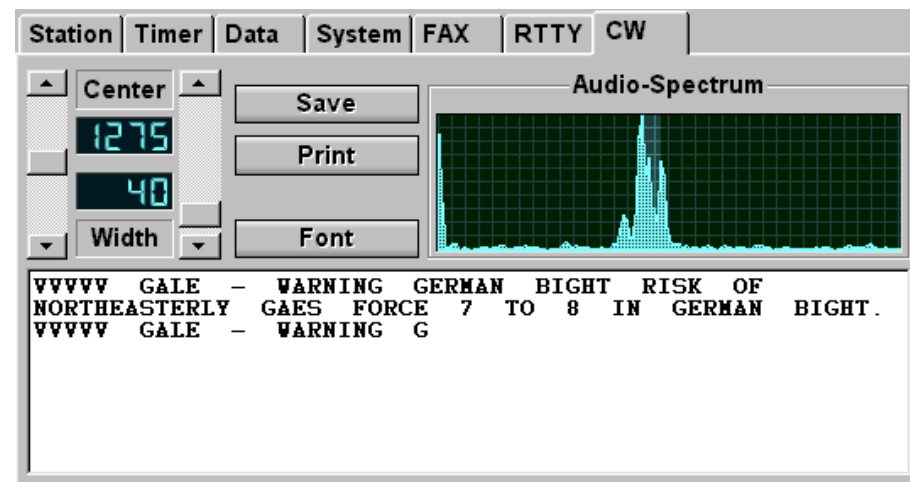 Station Timer Data System FAX RTTY CW
Center
Save
Audio-Spectrum
1275
Print
40
Width
Font
VVVVV GALE – WARNING GERMAN BIGHT RISK OF
NORTHEASTERLY GAES FORCE 7 TO 8 IN GERMAN BIGHT.
VVVVV GALE – WARNING G